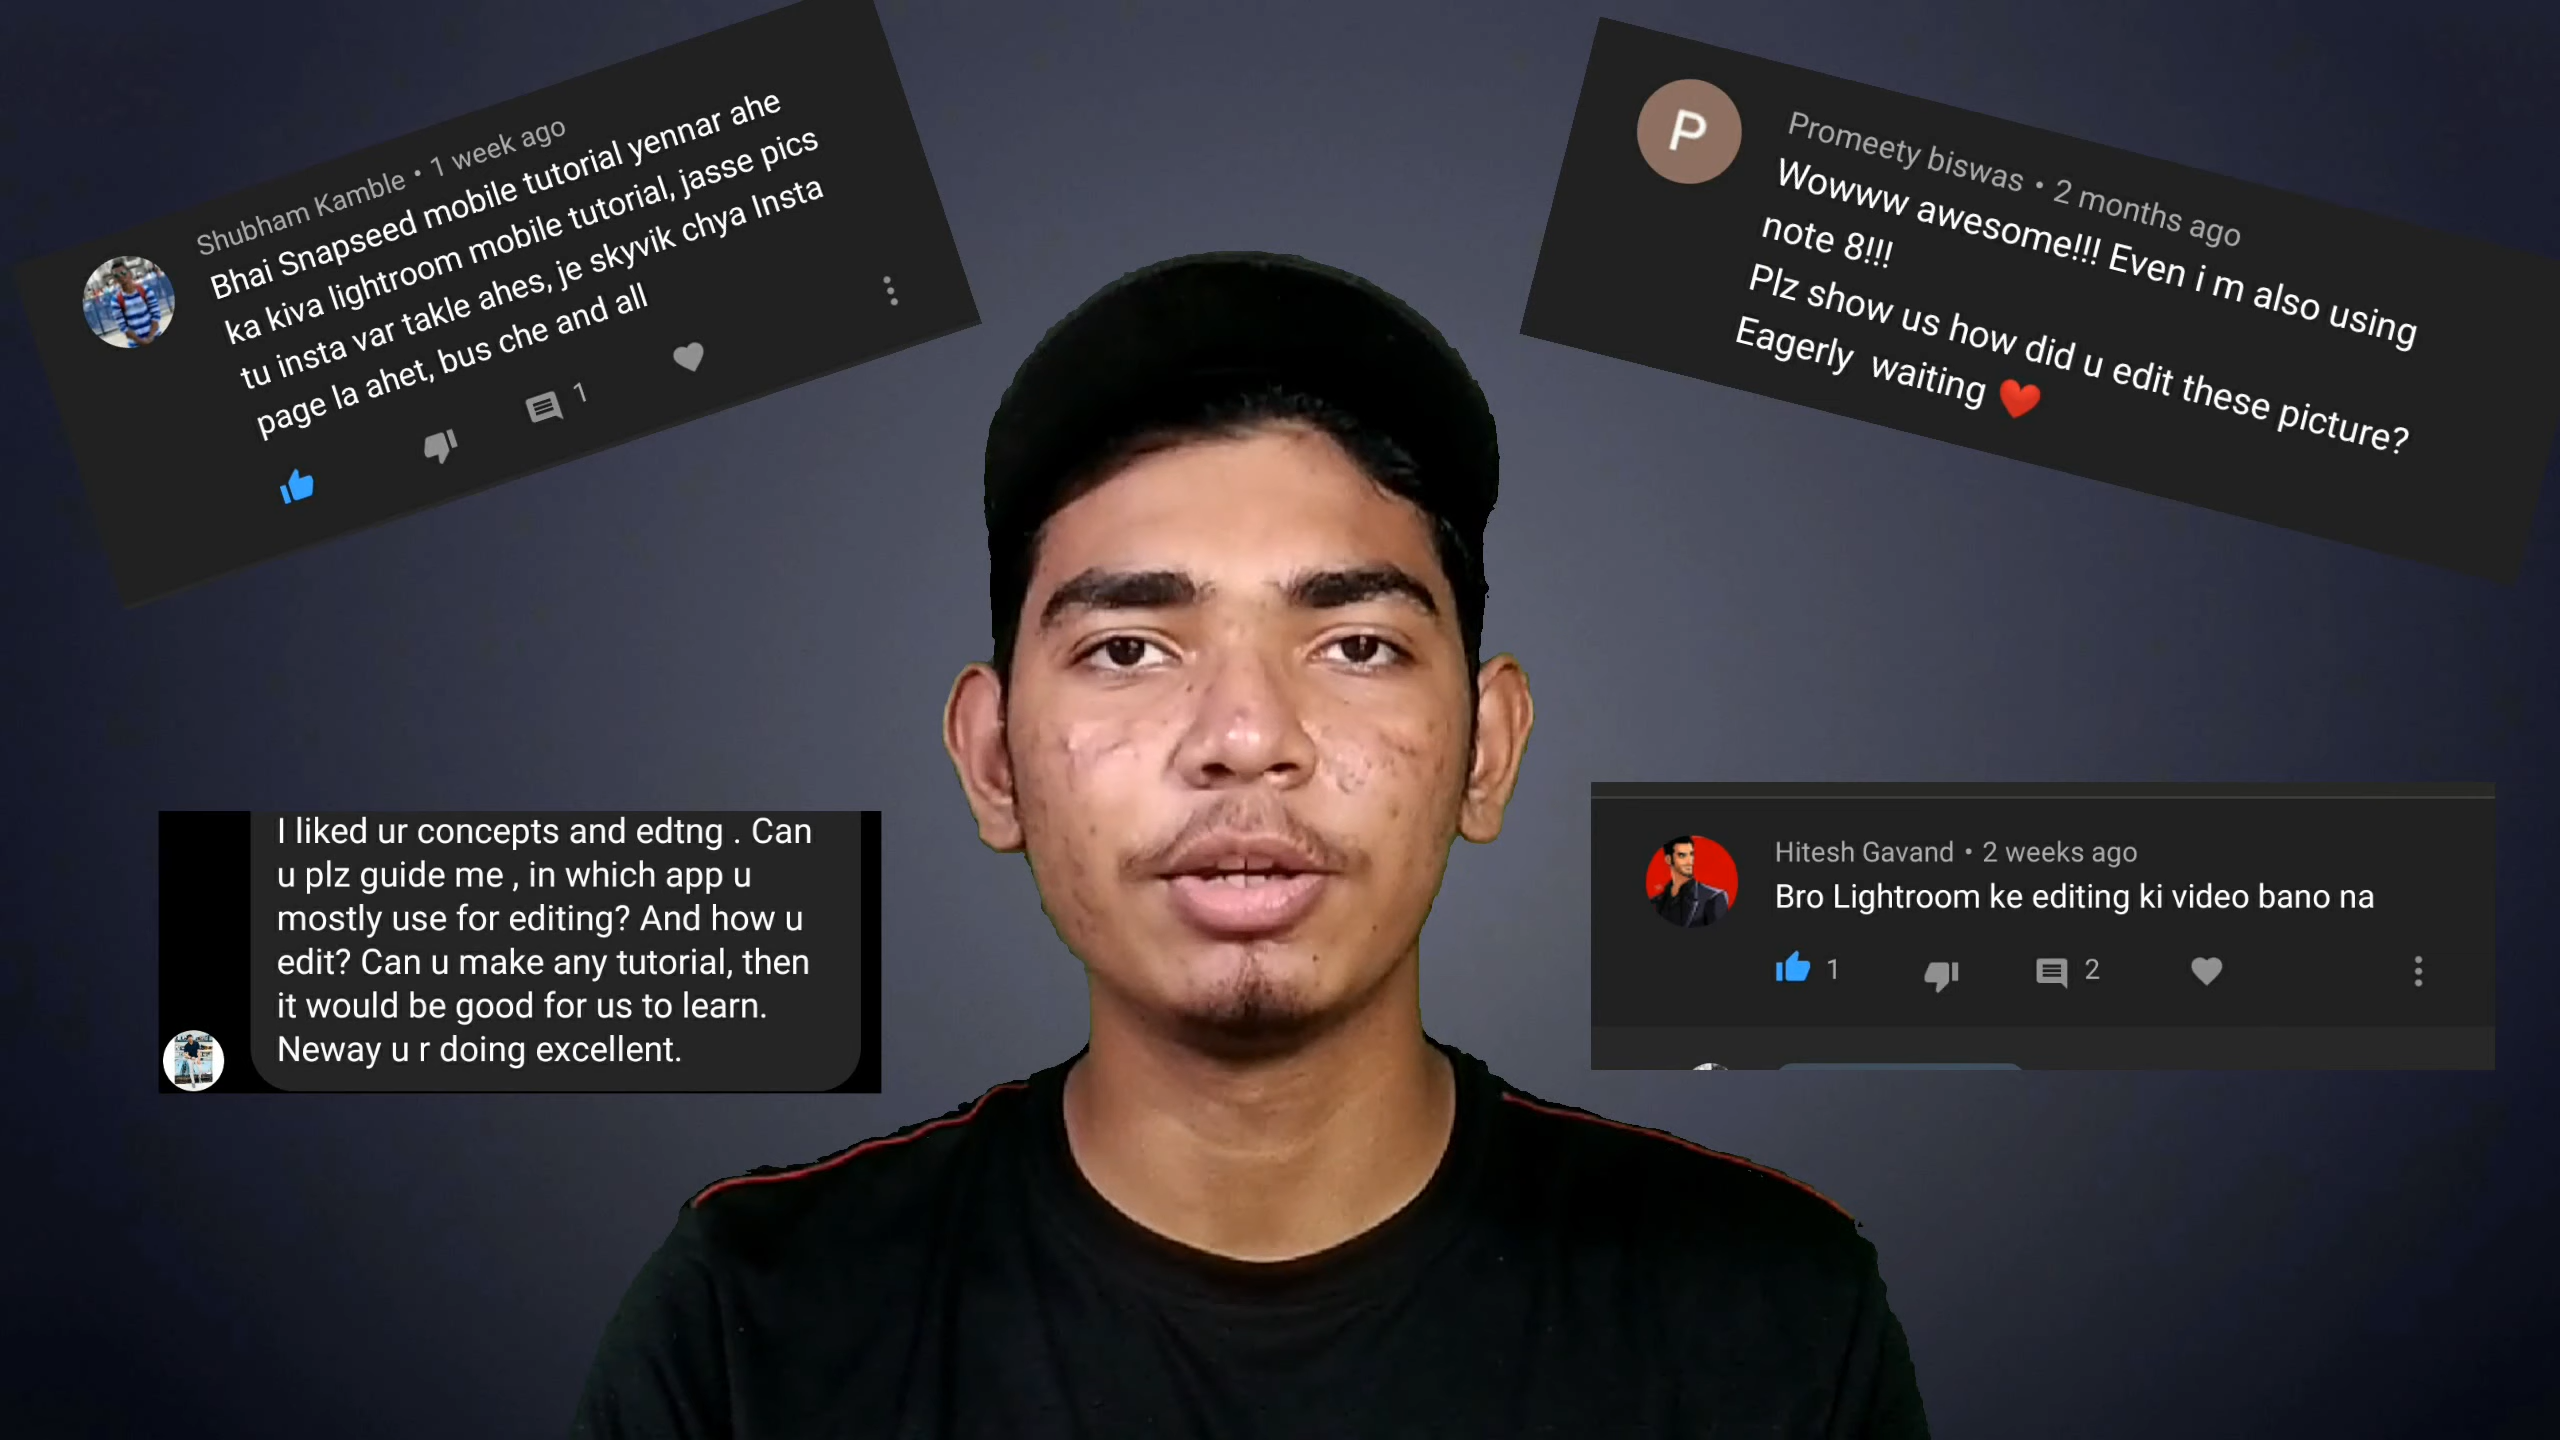 Shubham Kamble • 1 week ago
Bhai Snapseed mobile tutorial yennar ahe
ka kiva lightroom mobile tutorial, jasse pics
tu insta var takle ahes, je skyvik chya Insta
page la ahet, bus che and all
1
P
Promeety biswas • 2 months ago
Wowww awesome!!! Even i m also using
note 8!!!
Plz show us how did u edit these picture?
Eagerly waiting ❤️
I liked ur concepts and edtng . Can
u plz guide me , in which app u
mostly use for editing? And how u
edit? Can u make any tutorial, then
it would be good for us to learn.
Neway u r doing excellent.
Hitesh Gavand • 2 weeks ago
Bro Lightroom ke editing ki video bano na
1 2